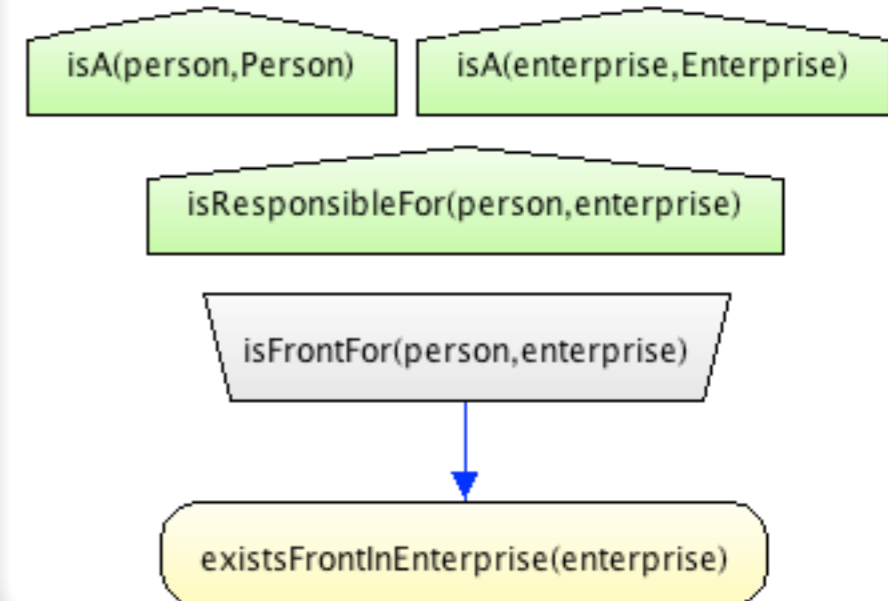 isA(person,Person)
isA(enterprise,Enterprise)
isResponsibleFor(person,enterprise)
isFrontFor(person,enterprise)
existsFrontInEnterprise(enterprise)